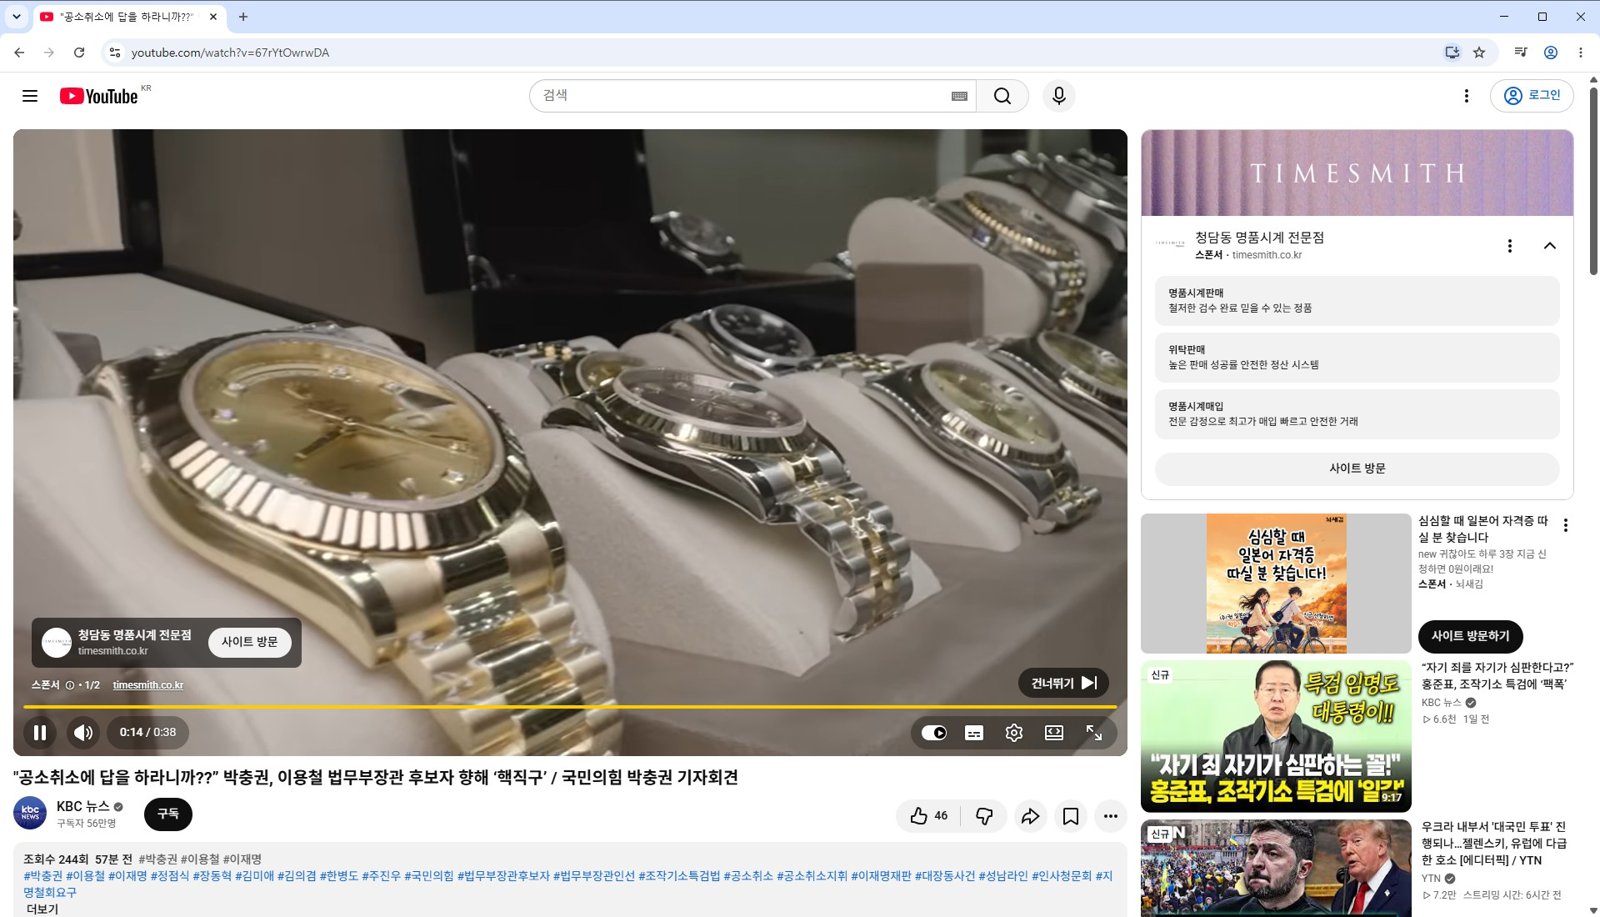 "공소취소에 답을 하라니까??"
youtube.com/watch?v=67rYtOwrwDA
YouTube KR
검색
로그인
TIMESMITH
청담동 명품시계 전문점
스폰서 · timesmith.co.kr
명품시계판매
철저한 검수 완료 믿을 수 있는 정품
위탁판매
높은 판매 성공률 안전한 정산 시스템
명품시계매입
전문 감정으로 최고가 매입 빠르고 안전한 거래
사이트 방문
청담동 명품시계 전문점
timesmith.co.kr
사이트 방문
스폰서 · 1/2 timesmith.co.kr
건너뛰기
0:14 / 0:38
"공소취소에 답을 하라니까??” 박충권, 이용철 법무부장관 후보자 향해 ‘핵직구’ / 국민의힘 박충권 기자회견
kbc NEWS
KBC 뉴스
구독자 56만명
구독
46
조회수 244회 57분 전 #박충권 #이용철 #이재명
#박충권 #이용철 #이재명 #정점식 #장동혁 #김미애 #김의겸 #한병도 #주진우 #국민의힘 #법무부장관후보자 #법무부장관인선 #조작기소특검법 #공소취소 #공소취소지휘 #이재명재판 #대장동사건 #성남라인 #인사청문회 #지
명철회요구
더보기
뇌새김
심심할 때
일본어 자격증
따실 분 찾습니다!
심심할 때 일본어 자격증 따
실 분 찾습니다
new 귀찮아도 하루 3장 지금 신
청하면 0원이래요!
스폰서 · 뇌새김
사이트 방문하기
신규
특검 임명도
대통령이!!
“자기 죄 자기가 심판하는 꼴!”
홍준표, 조작기소 특검에 ‘일갈’
9:17
“자기 죄를 자기가 심판한다고?”
홍준표, 조작기소 특검에 ‘팩폭’
KBC 뉴스
6.6천 1일 전
신규
우크라 내부서 '대국민 투표' 진
행되나...젤렌스키, 유럽에 다급
한 호소 [에디터픽] / YTN
YTN
7.2만 스트리밍 시간: 6시간 전